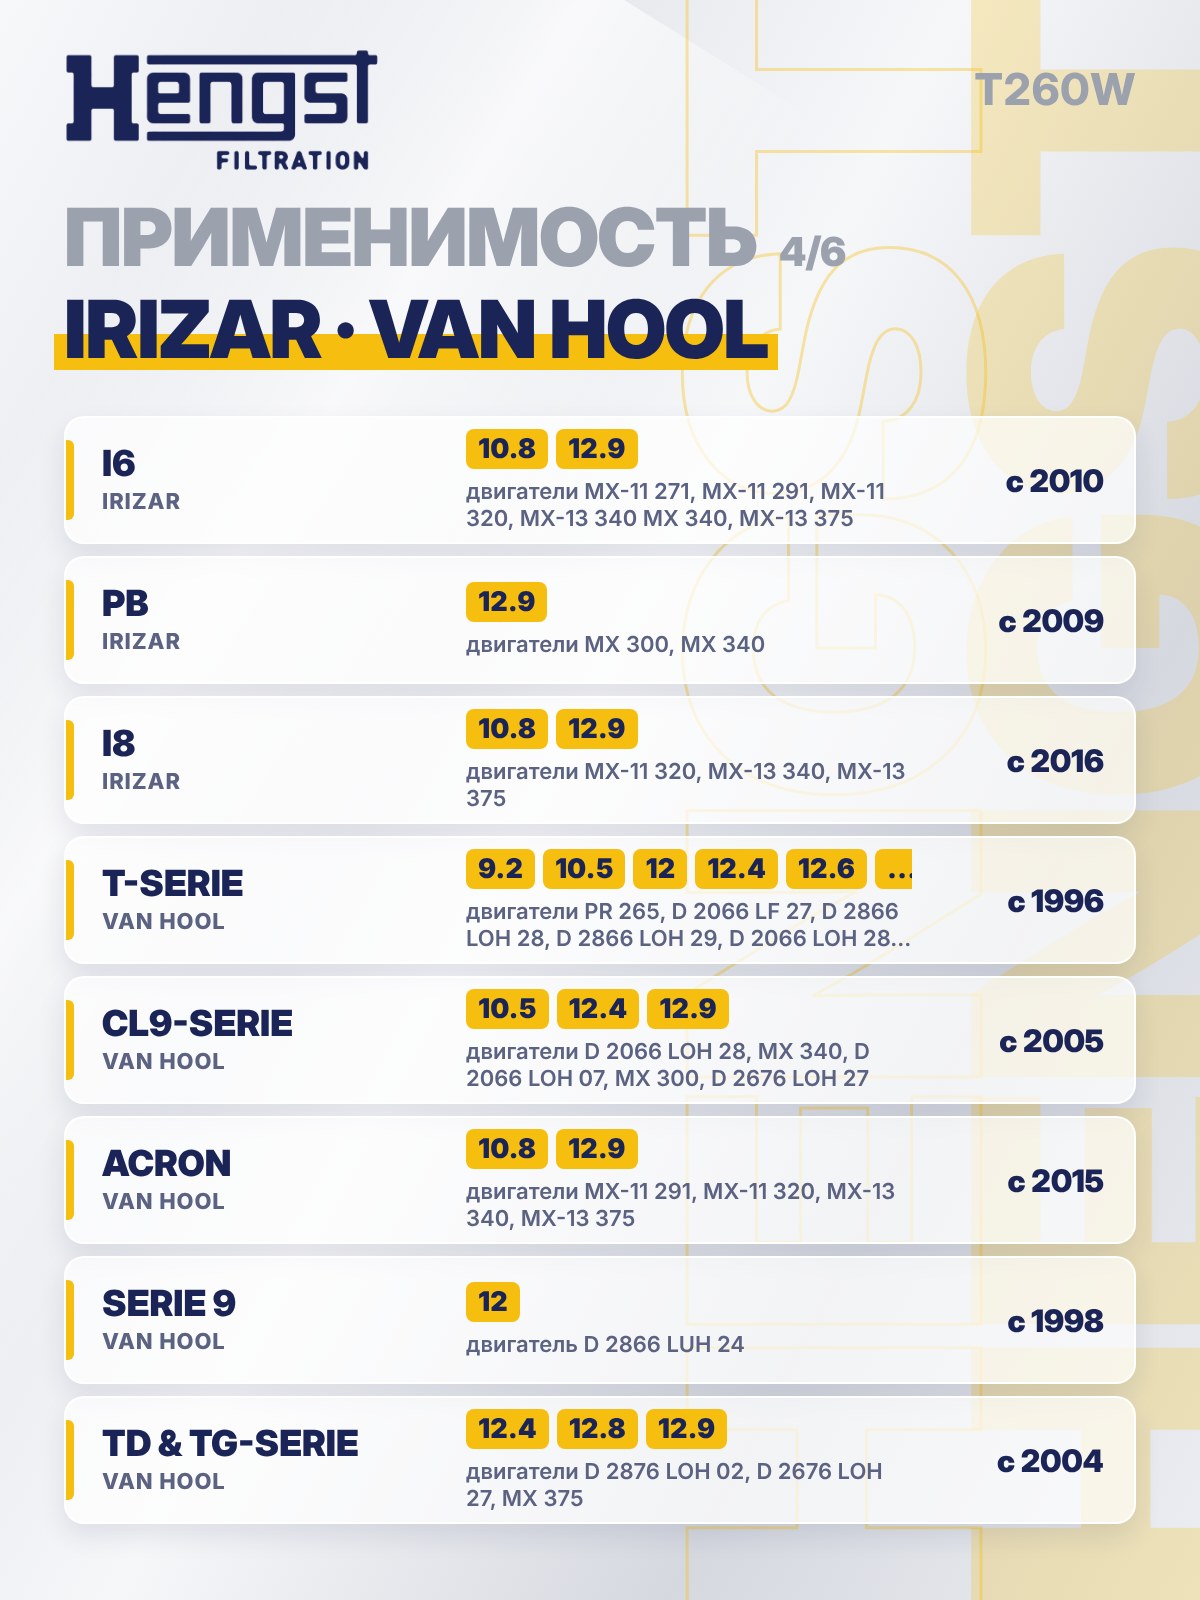 Hengst
FILTRATION
T260W
ПРИМЕНИМОСТЬ 4/6
IRIZAR · VAN HOOL
I6
IRIZAR
10.8 12.9
двигатели MX-11 271, MX-11 291, MX-11
320, MX-13 340 MX 340, MX-13 375
с 2010
PB
IRIZAR
12.9
двигатели MX 300, MX 340
с 2009
I8
IRIZAR
10.8 12.9
двигатели MX-11 320, MX-13 340, MX-13
375
с 2016
T-SERIE
VAN HOOL
9.2 10.5 12 12.4 12.6 ...
двигатели PR 265, D 2066 LF 27, D 2866
LOH 28, D 2866 LOH 29, D 2066 LOH 28...
с 1996
CL9-SERIE
VAN HOOL
10.5 12.4 12.9
двигатели D 2066 LOH 28, MX 340, D
2066 LOH 07, MX 300, D 2676 LOH 27
с 2005
ACRON
VAN HOOL
10.8 12.9
двигатели MX-11 291, MX-11 320, MX-13
340, MX-13 375
с 2015
SERIE 9
VAN HOOL
12
двигатель D 2866 LUH 24
с 1998
TD & TG-SERIE
VAN HOOL
12.4 12.8 12.9
двигатели D 2876 LOH 02, D 2676 LOH
27, MX 375
с 2004
HENGST